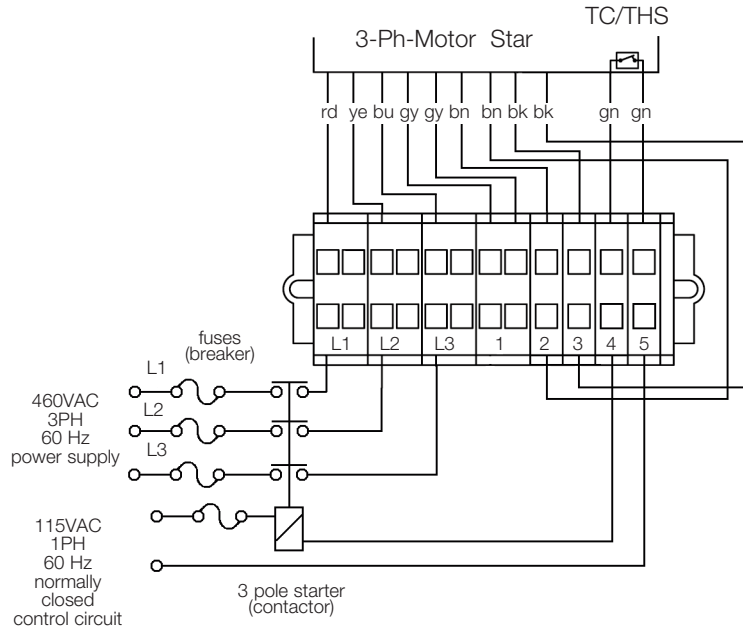 TC/THS
3-Ph-Motor Star
rd ye bu gy gy bn bn bk bk gn gn
L1 L2 L3 1 2 3 4 5
fuses
(breaker)
L1
460VAC
3PH
60 Hz
power supply
L2
L3
115VAC
1PH
60 Hz
normally
closed
control circuit
3 pole starter
(contactor)